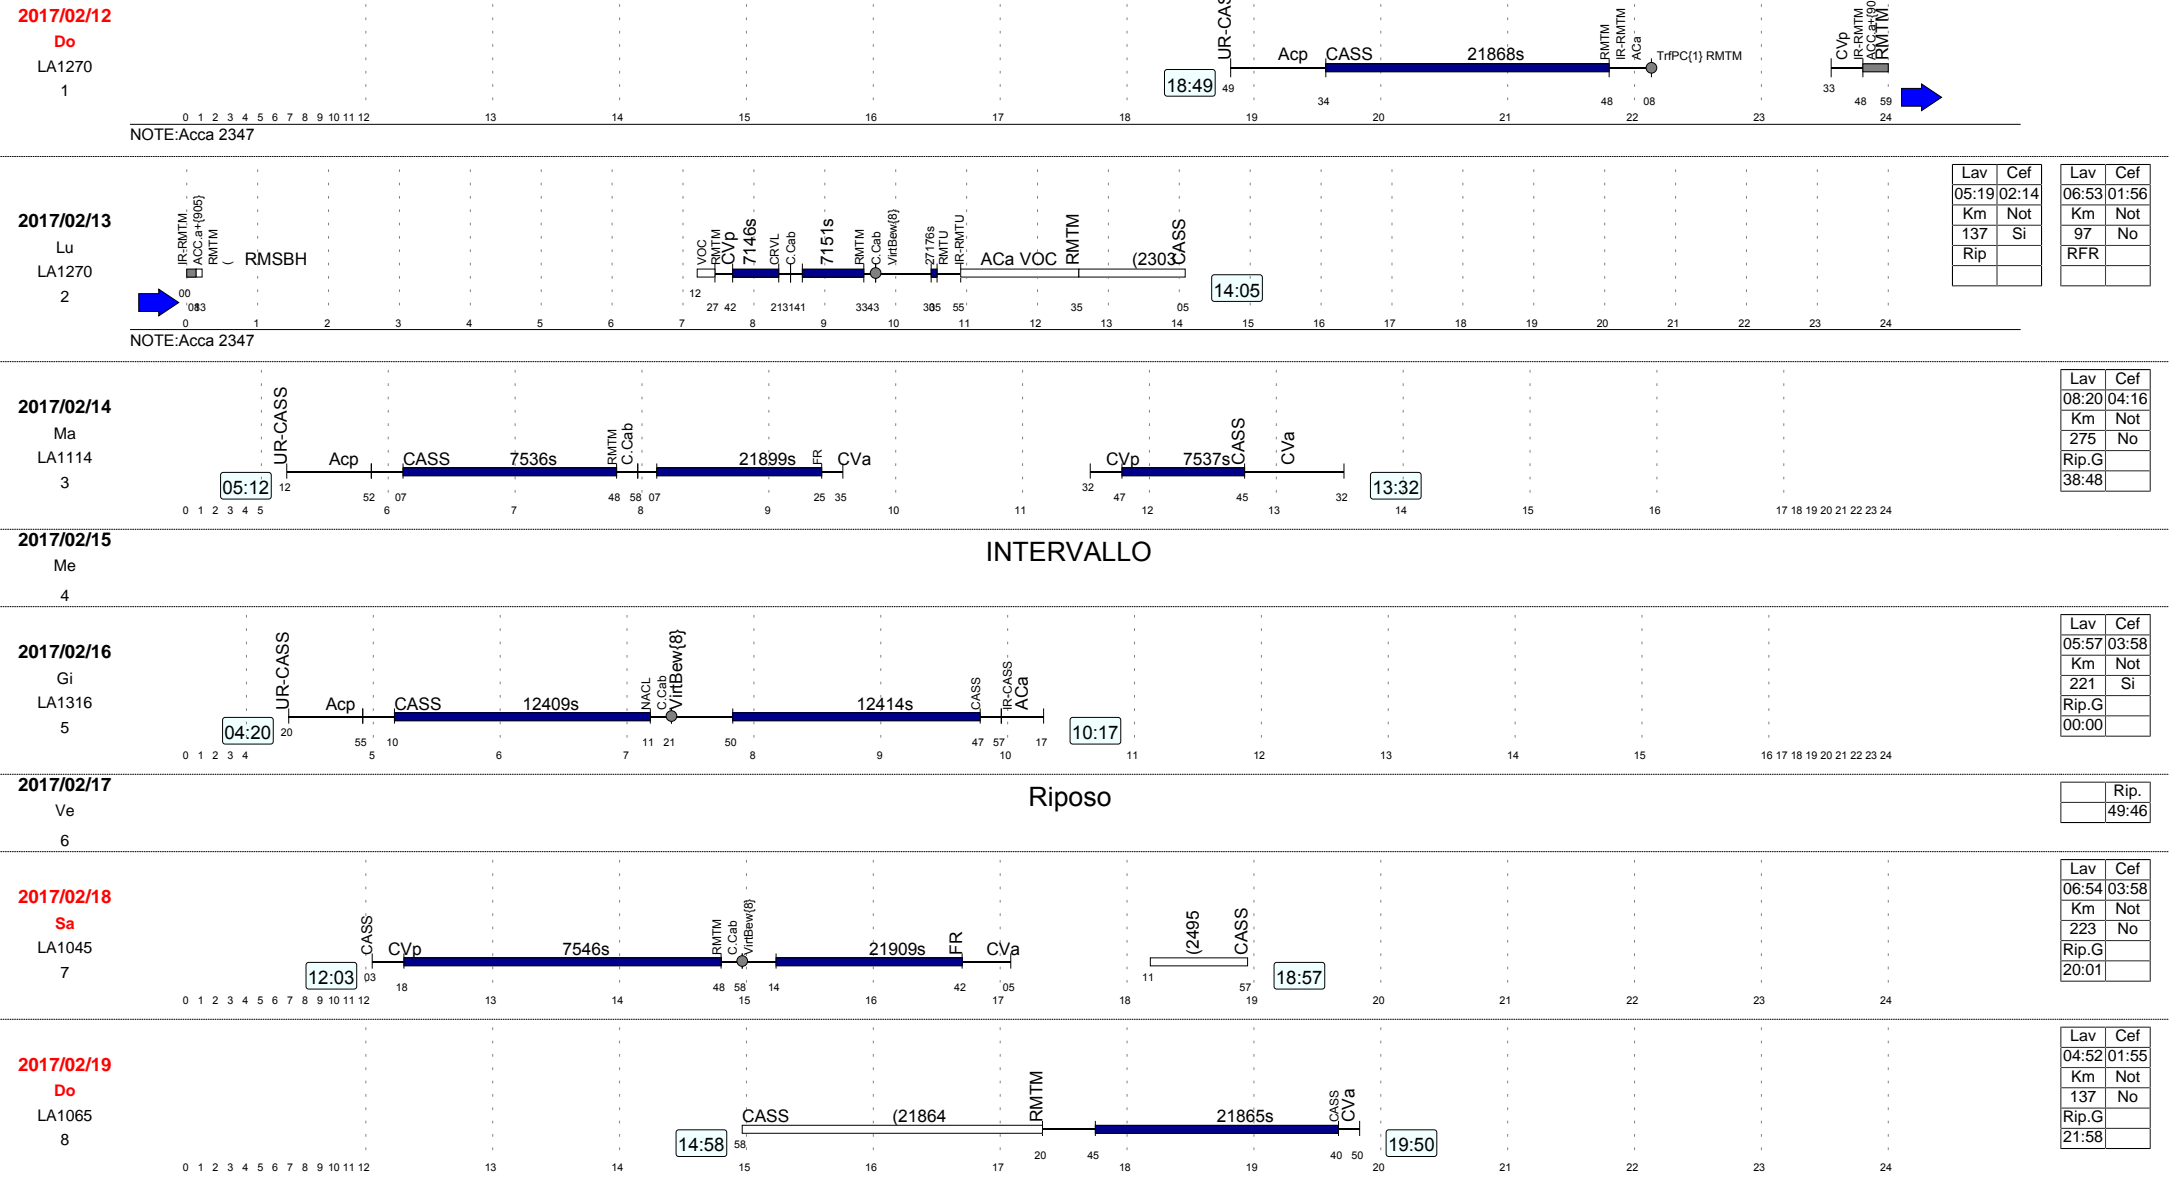 2017/02/12
Do
LA1270
1
18:49
UR-CAS
Acp CASS 21868s RMTM IR-RMTM ACa TrfPC{1} RMTM CVp IR-RMTM ACC.a+{90 RMTM
49 34 48 08 33 48 59
0 1 2 3 4 5 6 7 8 9 10 11 12 13 14 15 16 17 18 19 20 21 22 23 24
NOTE:Acca 2347
2017/02/13
Lu
LA1270
2
IR-RMTM. ACC.a+{905} RMTM ( RMSBH VOC RMTM CVp 7146s CRVL C.Cab 7151s RMTM C.Cab VirtBew{8} 27176s RMTU IR-RMTU ACa VOC RMTM (2303 CASS
14:05
00 08 13 12 27 42 21 31 41 33 43 30 35 55 35 05
0 1 2 3 4 5 6 7 8 9 10 11 12 13 14 15 16 17 18 19 20 21 22 23 24
NOTE:Acca 2347
Lav Cef Lav Cef
05:19 02:14 06:53 01:56
Km Not Km Not
137 Si 97 No
Rip RFR
2017/02/14
Ma
LA1114
3
05:12
UR-CASS Acp CASS 7536s RMTM C.Cab 21899s FR CVa CVp 7537s CASS CVa
13:32
12 52 07 48 58 07 25 35 32 47 45 32
0 1 2 3 4 5 6 7 8 9 10 11 12 13 14 15 16 17 18 19 20 21 22 23 24
Lav Cef
08:20 04:16
Km Not
275 No
Rip.G
38:48
2017/02/15
Me
4
INTERVALLO
2017/02/16
Gi
LA1316
5
04:20
UR-CASS Acp CASS 12409s NACL C.Cab VirtBew{8} 12414s CASS IR-CASS ACa
10:17
20 55 10 11 21 50 47 57 17
0 1 2 3 4 5 6 7 8 9 10 11 12 13 14 15 16 17 18 19 20 21 22 23 24
Lav Cef
05:57 03:58
Km Not
221 Si
Rip.G
00:00
2017/02/17
Ve
6
Riposo
Rip.
49:46
2017/02/18
Sa
LA1045
7
12:03
CASS CVp 7546s RMTM C.Cab VirtBew{8} 21909s FR CVa (2495 CASS
18:57
03 18 48 58 14 42 05 11 57
0 1 2 3 4 5 6 7 8 9 10 11 12 13 14 15 16 17 18 19 20 21 22 23 24
Lav Cef
06:54 03:58
Km Not
223 No
Rip.G
20:01
2017/02/19
Do
LA1065
8
14:58
CASS (21864 RMTM 21865s CASS CVa
19:50
58 20 45 40 50
0 1 2 3 4 5 6 7 8 9 10 11 12 13 14 15 16 17 18 19 20 21 22 23 24
Lav Cef
04:52 01:55
Km Not
137 No
Rip.G
21:58